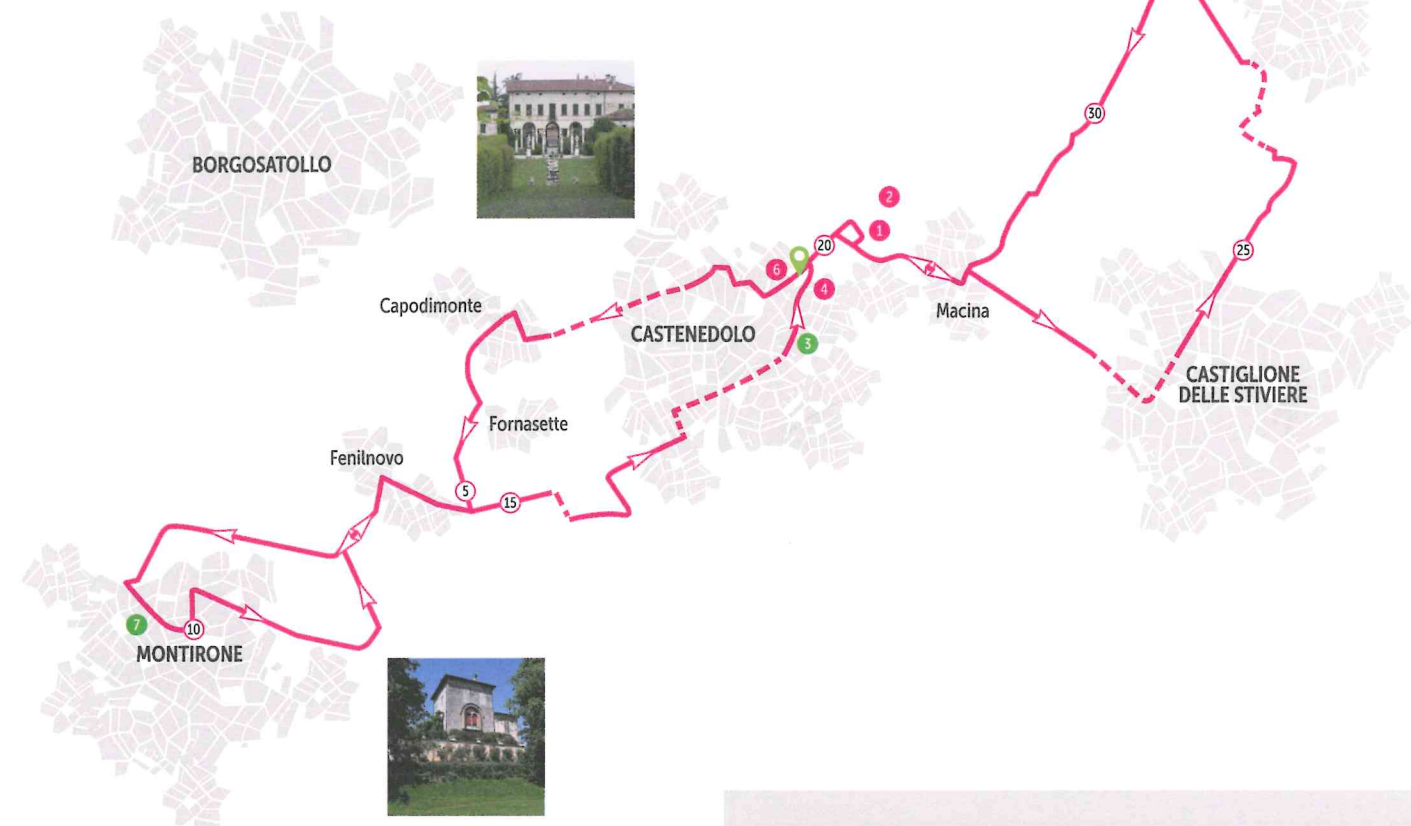 30
BORGOSATOLLO
2
1
20
25
6
4
Capodimonte
Macina
CASTENEDOLO
3
CASTIGLIONE
DELLE STIVIERE
Fornasette
Fenilnovo
5
15
7
10
MONTIRONE